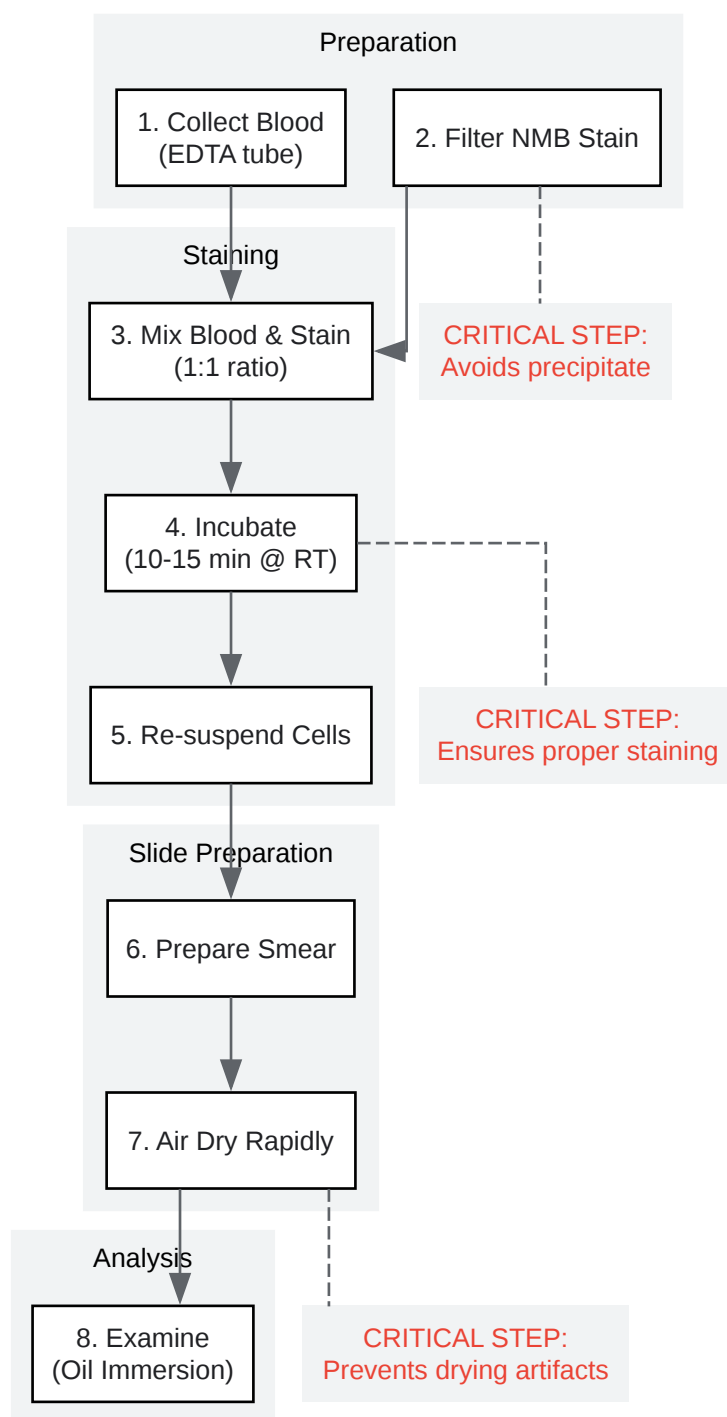 Preparation
1. Collect Blood
(EDTA tube)
2. Filter NMB Stain
Staining
3. Mix Blood & Stain
(1:1 ratio)
CRITICAL STEP:
Avoids precipitate
4. Incubate
(10-15 min @ RT)
5. Re-suspend Cells
CRITICAL STEP:
Ensures proper staining
Slide Preparation
6. Prepare Smear
7. Air Dry Rapidly
Analysis
8. Examine
(Oil Immersion)
CRITICAL STEP:
Prevents drying artifacts